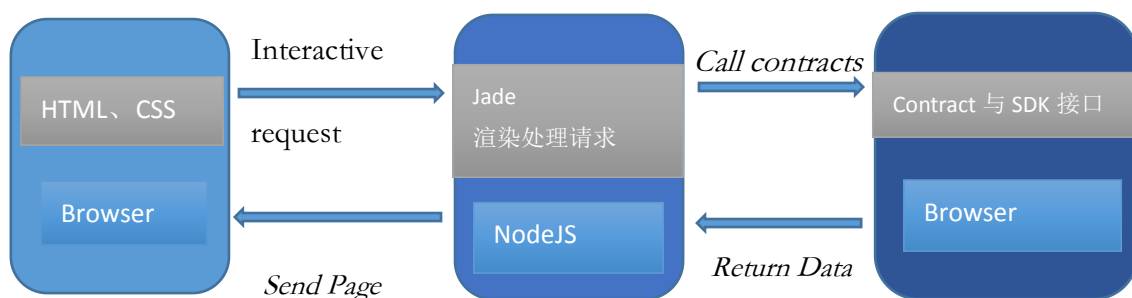 Interactive
request
Call contracts
HTML、CSS
Jade
渲染处理请求
Contract 与 SDK 接口
Browser
NodeJS
Browser
Send Page
Return Data